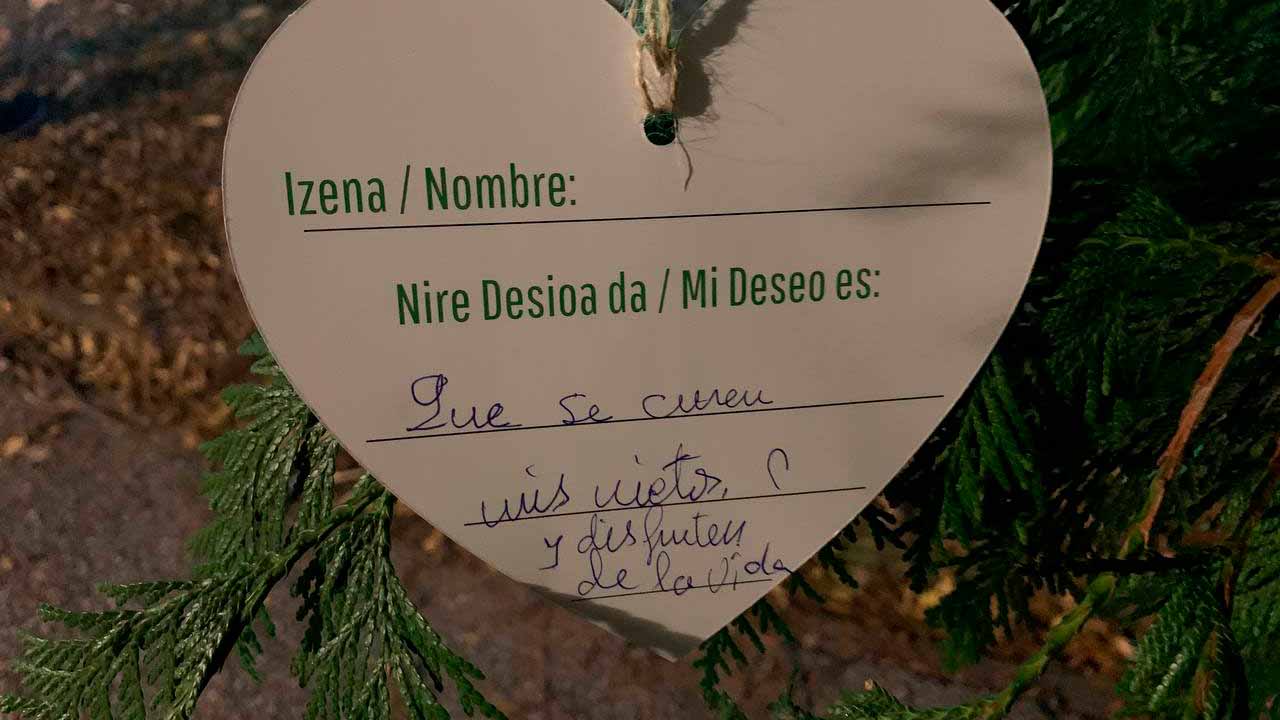 Izena / Nombre:
Nire Desioa da / Mi Deseo es:
Que se curen
mis nietos,
y disfruten
de la vida